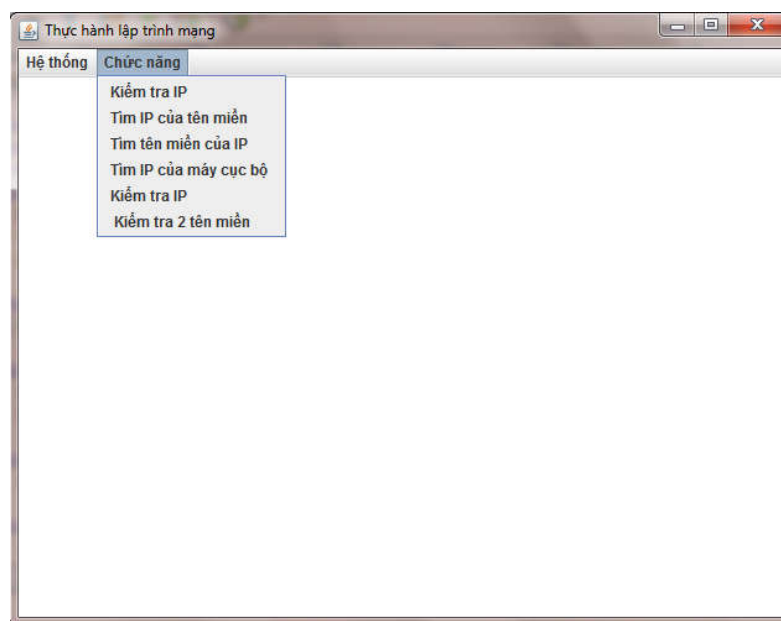 Thực hành lập trình mạng
Hệ thống Chức năng
Kiểm tra IP
Tìm IP của tên miền
Tìm tên miền của IP
Tìm IP của máy cục bộ
Kiểm tra IP
Kiểm tra 2 tên miền